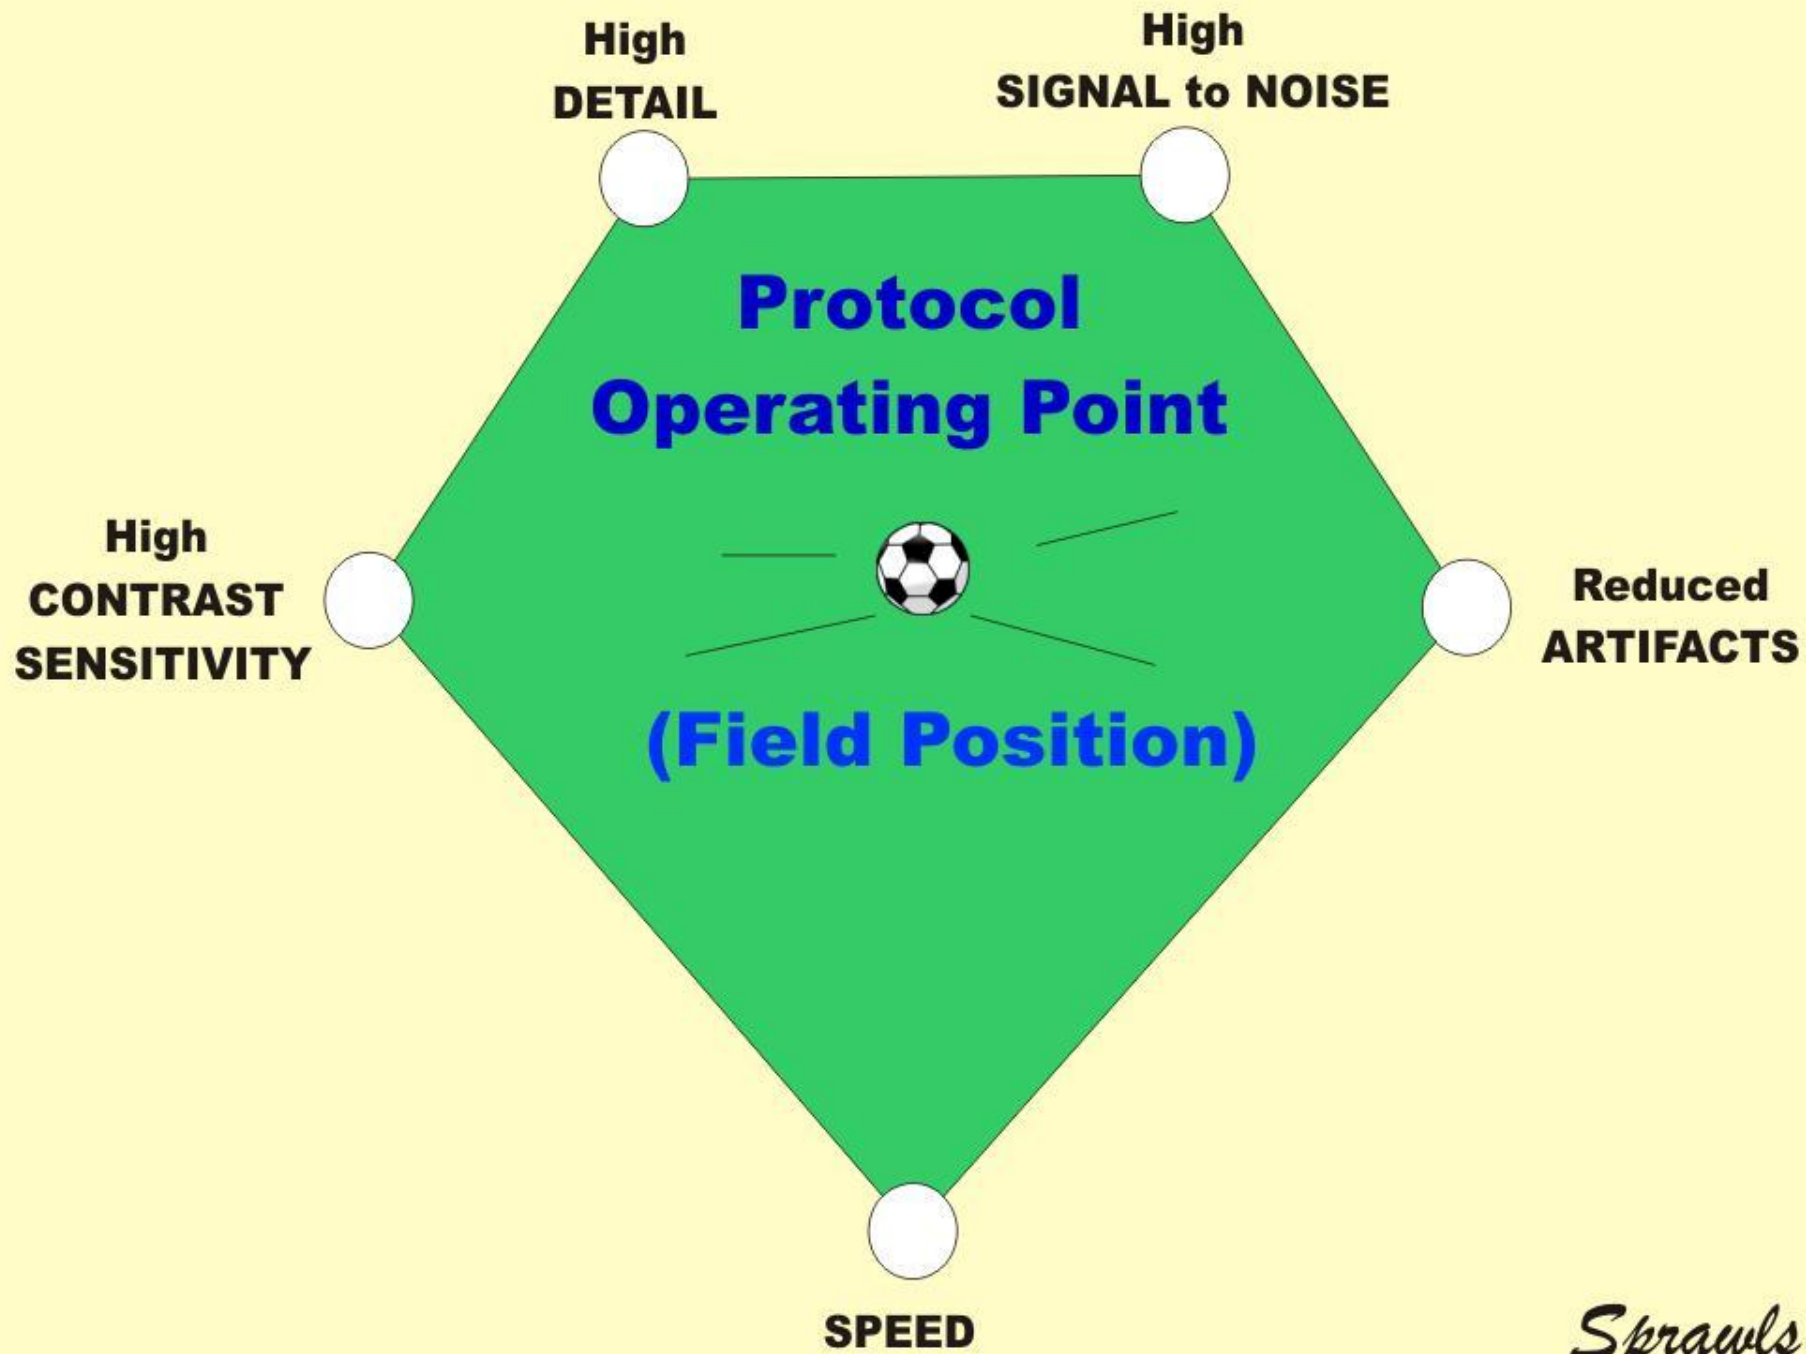 High
DETAIL
High
SIGNAL to NOISE
Protocol
Operating Point
High
CONTRAST
SENSITIVITY
Reduced
ARTIFACTS
(Field Position)
SPEED
Sprawls